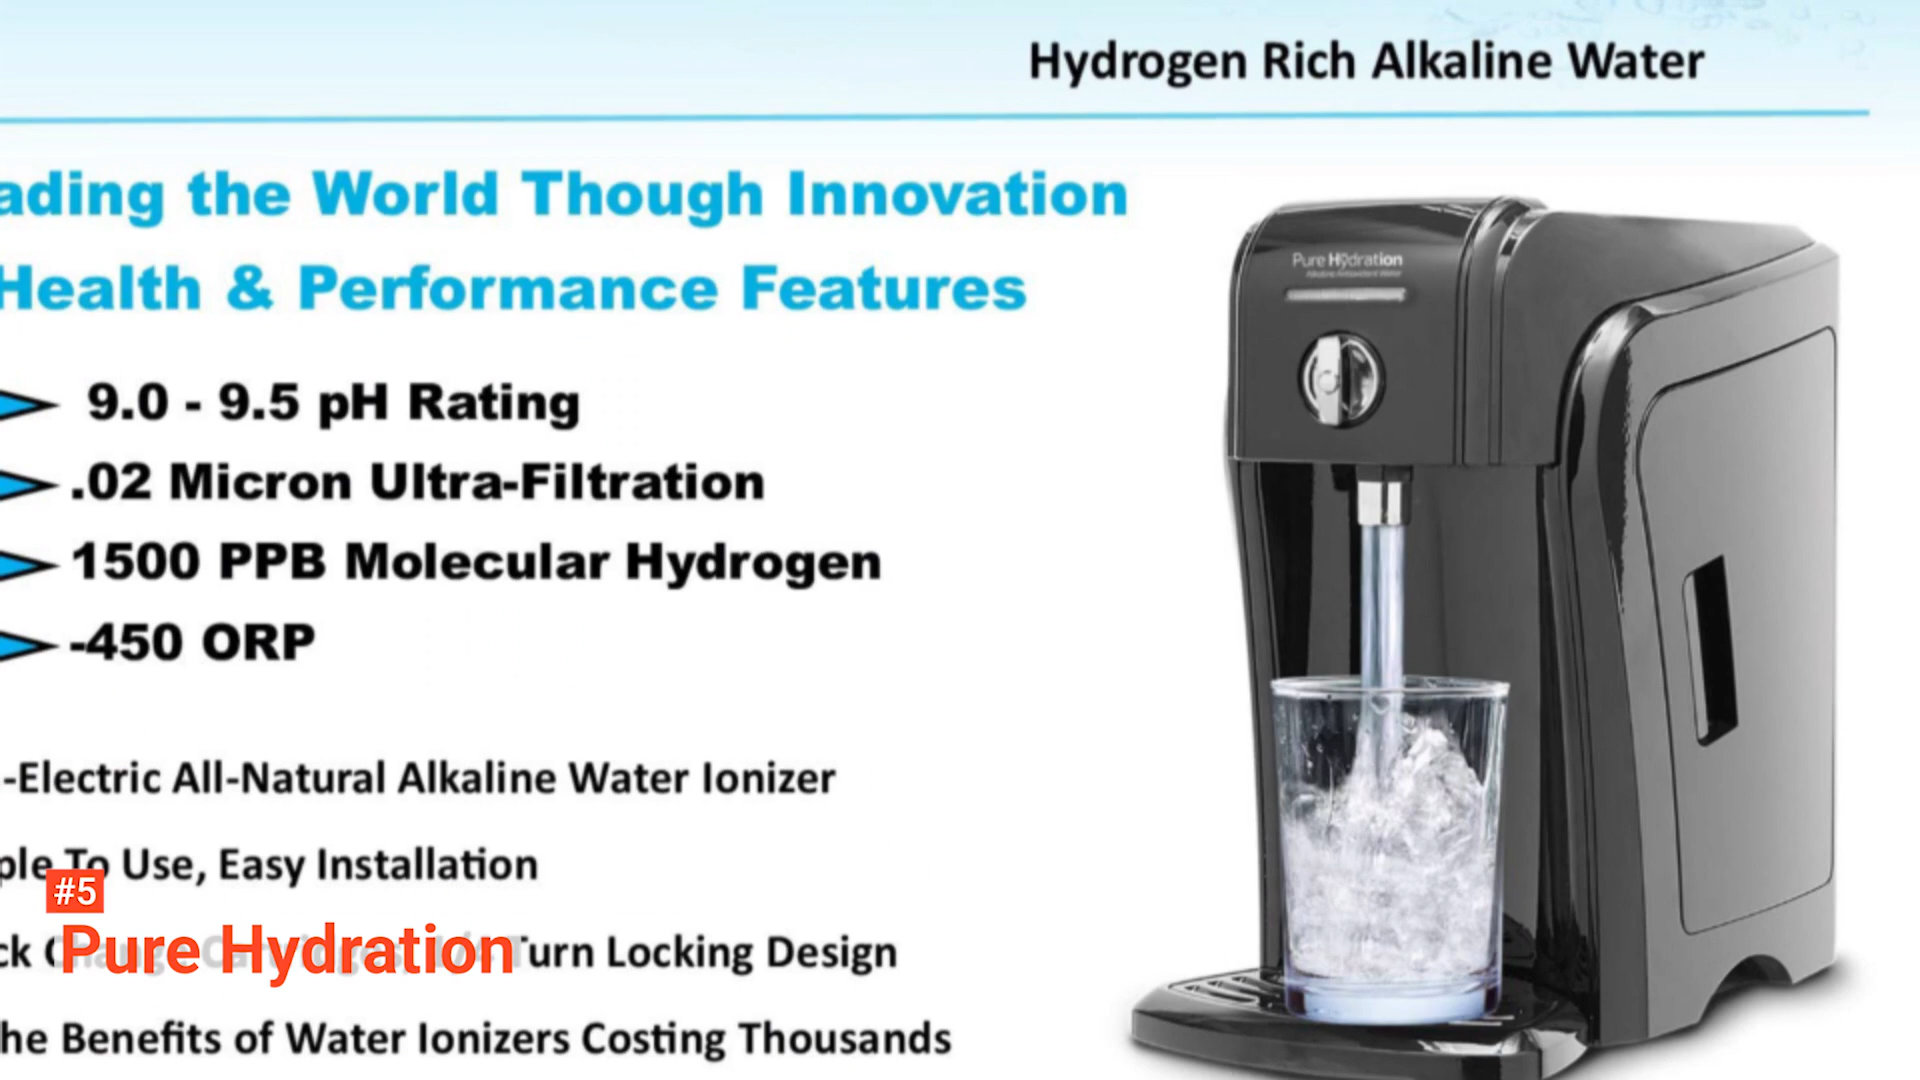 Hydrogen Rich Alkaline Water
ading the World Though Innovation
Health & Performance Features
9.0 - 9.5 pH Rating
.02 Micron Ultra-Filtration
1500 PPB Molecular Hydrogen
-450 ORP
Pure Hydration
-Electric All-Natural Alkaline Water Ionizer
ple To Use, Easy Installation
#5
Pure Hydration
ck Turn Locking Design
he Benefits of Water Ionizers Costing Thousands